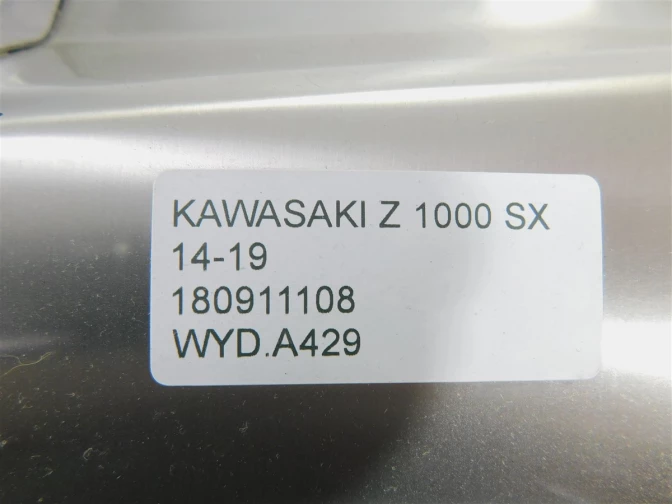 KAWASAKI Z 1000 SX
14-19
180911108
WYD.A429